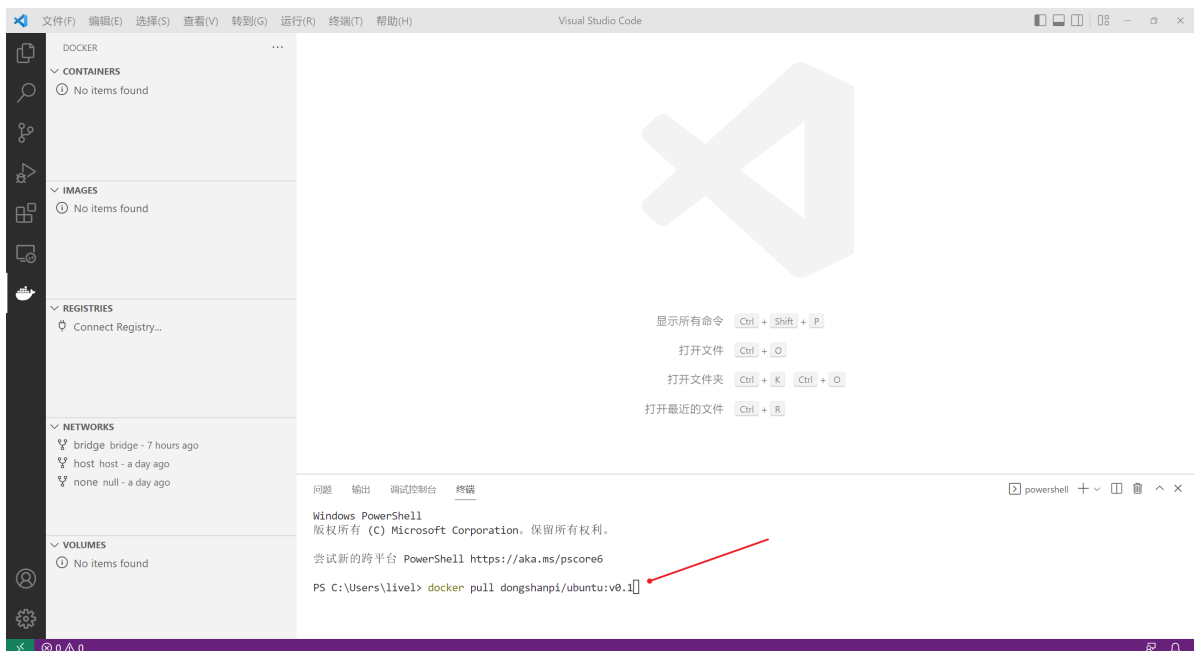 文件(F) 编辑(E) 选择(S) 查看(V) 转到(G) 运行(R) 终端(T) 帮助(H) Visual Studio Code
DOCKER
CONTAINERS
No items found
IMAGES
No items found
REGISTRIES
Connect Registry...
NETWORKS
bridge bridge - 7 hours ago
host host - a day ago
none null - a day ago
VOLUMES
No items found
显示所有命令 Ctrl + Shift + P
打开文件 Ctrl + O
打开文件夹 Ctrl + K Ctrl + O
打开最近的文件 Ctrl + R
问题 输出 调试控制台 终端 powershell
Windows PowerShell
版权所有 (C) Microsoft Corporation。保留所有权利。
尝试新的跨平台 PowerShell https://aka.ms/pscore6
PS C:\Users\livel> docker pull dongshanpi/ubuntu:v0.1
0 0